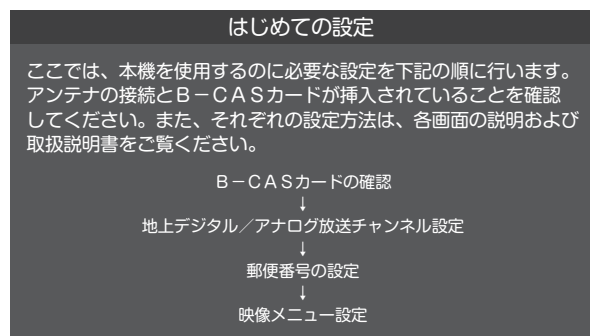 はじめての設定
ここでは、本機を使用するのに必要な設定を下記の順に行います。
アンテナの接続とB－CASカードが挿入されていることを確認
してください。また、それぞれの設定方法は、各画面の説明および
取扱説明書をご覧ください。
B－CASカードの確認
↓
地上デジタル／アナログ放送チャンネル設定
↓
郵便番号の設定
↓
映像メニュー設定